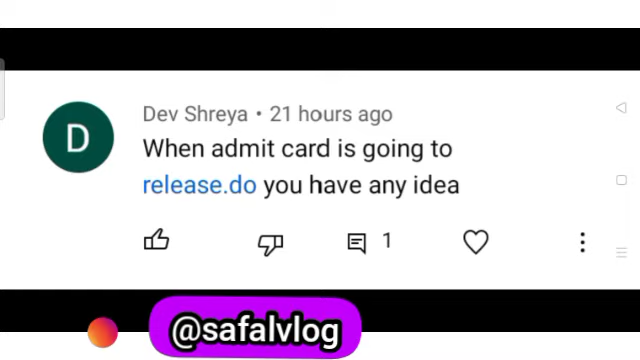 D
Dev Shreya • 21 hours ago
When admit card is going to
release.do you have any idea
1
@safalvlog